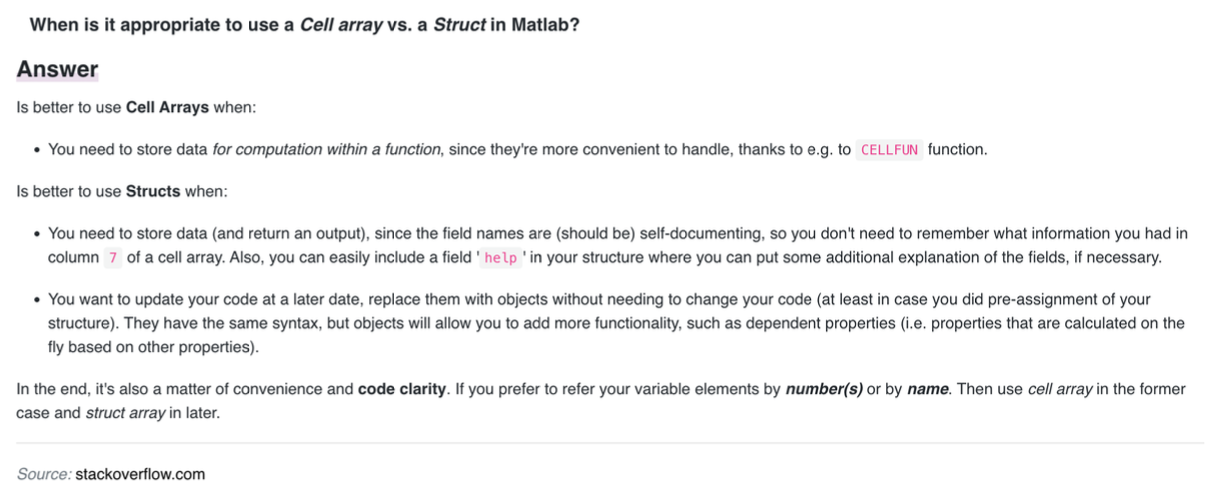 When is it appropriate to use a Cell array vs. a Struct in Matlab?
Answer
Is better to use Cell Arrays when:
• You need to store data for computation within a function, since they're more convenient to handle, thanks to e.g. to CELLFUN function.
Is better to use Structs when:
• You need to store data (and return an output), since the field names are (should be) self-documenting, so you don't need to remember what information you had in
column 7 of a cell array. Also, you can easily include a field 'help' in your structure where you can put some additional explanation of the fields, if necessary.
• You want to update your code at a later date, replace them with objects without needing to change your code (at least in case you did pre-assignment of your
structure). They have the same syntax, but objects will allow you to add more functionality, such as dependent properties (i.e. properties that are calculated on the
fly based on other properties).
In the end, it's also a matter of convenience and code clarity. If you prefer to refer your variable elements by number(s) or by name. Then use cell array in the former
case and struct array in later.
Source: stackoverflow.com